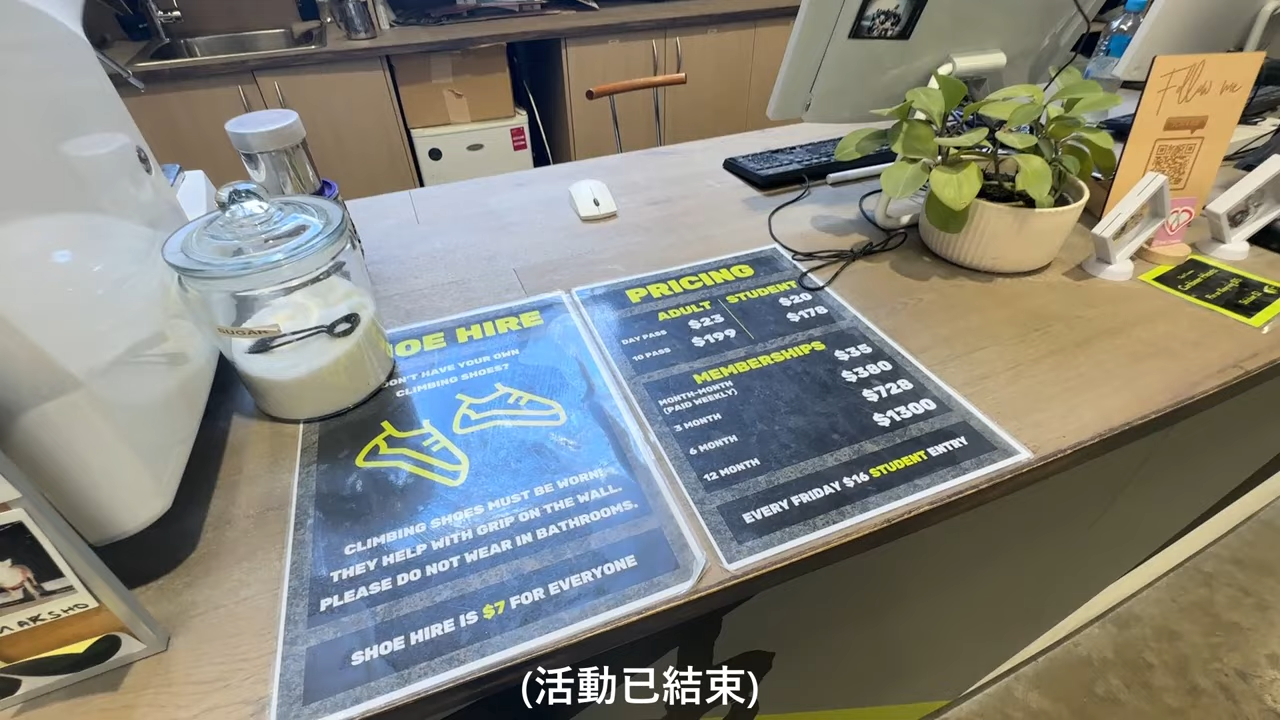 SUGAR
SHOE HIRE
DON'T HAVE YOUR OWN
CLIMBING SHOES?
CLIMBING SHOES MUST BE WORN.
THEY HELP WITH GRIP ON THE WALL.
PLEASE DO NOT WEAR IN BATHROOMS.
SHOE HIRE IS $7 FOR EVERYONE
PRICING
ADULT STUDENT
DAY PASS $23 $20
10 PASS $199 $178
MEMBERSHIPS
MONTH-MONTH $35
(PAID WEEKLY)
3 MONTH $380
6 MONTH $728
12 MONTH $1300
EVERY FRIDAY $16 STUDENT ENTRY
Follow me
(活動已結束)